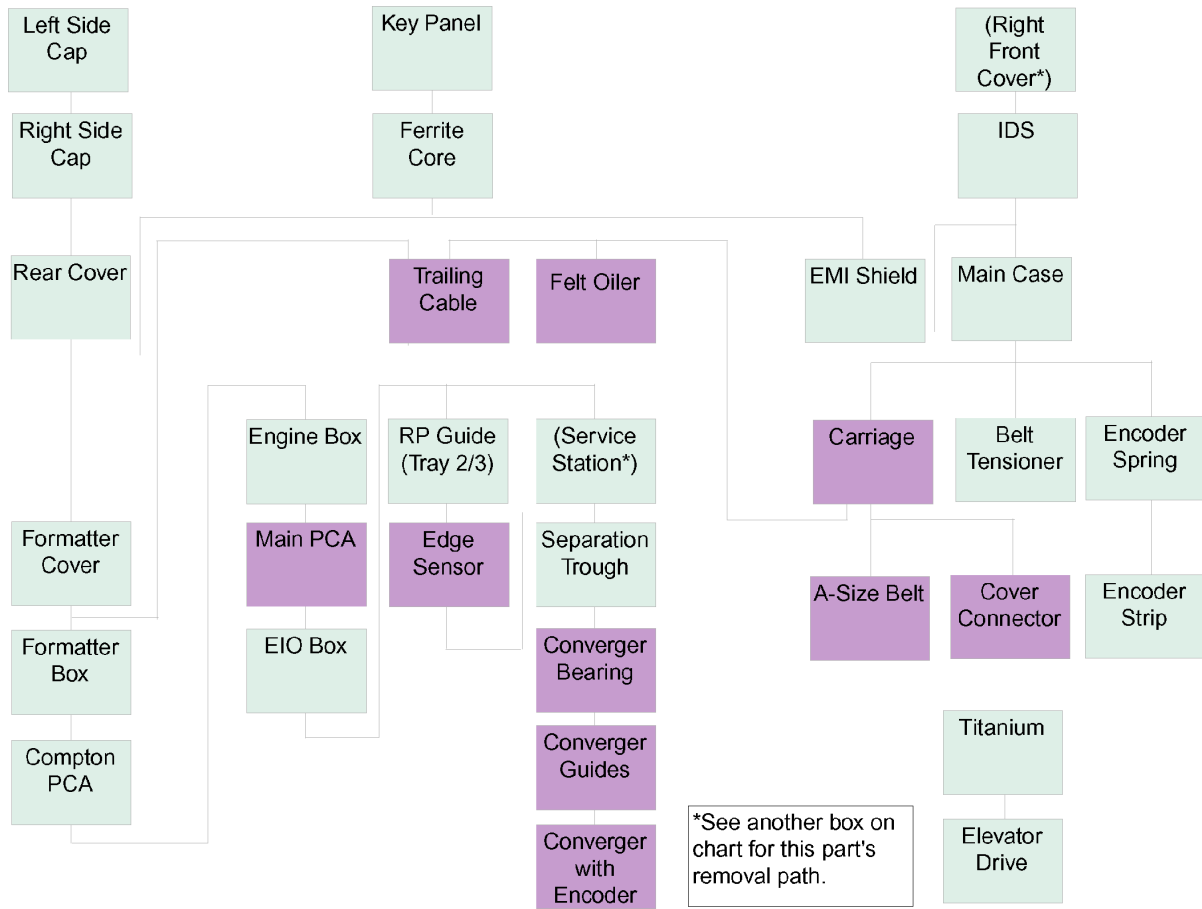 Left Side
Cap
Key Panel
(Right
Front
Cover*)
Right Side
Cap
Ferrite
Core
IDS
Rear Cover
Trailing
Cable
Felt Oiler
EMI Shield
Main Case
Engine Box
RP Guide
(Tray 2/3)
(Service
Station*)
Carriage
Belt
Tensioner
Encoder
Spring
Formatter
Cover
Main PCA
Edge
Sensor
Separation
Trough
A-Size Belt
Cover
Connector
Encoder
Strip
Formatter
Box
EIO Box
Converger
Bearing
Compton
PCA
Converger
Guides
Titanium
*See another box on
chart for this part's
removal path.
Converger
with
Encoder
Elevator
Drive